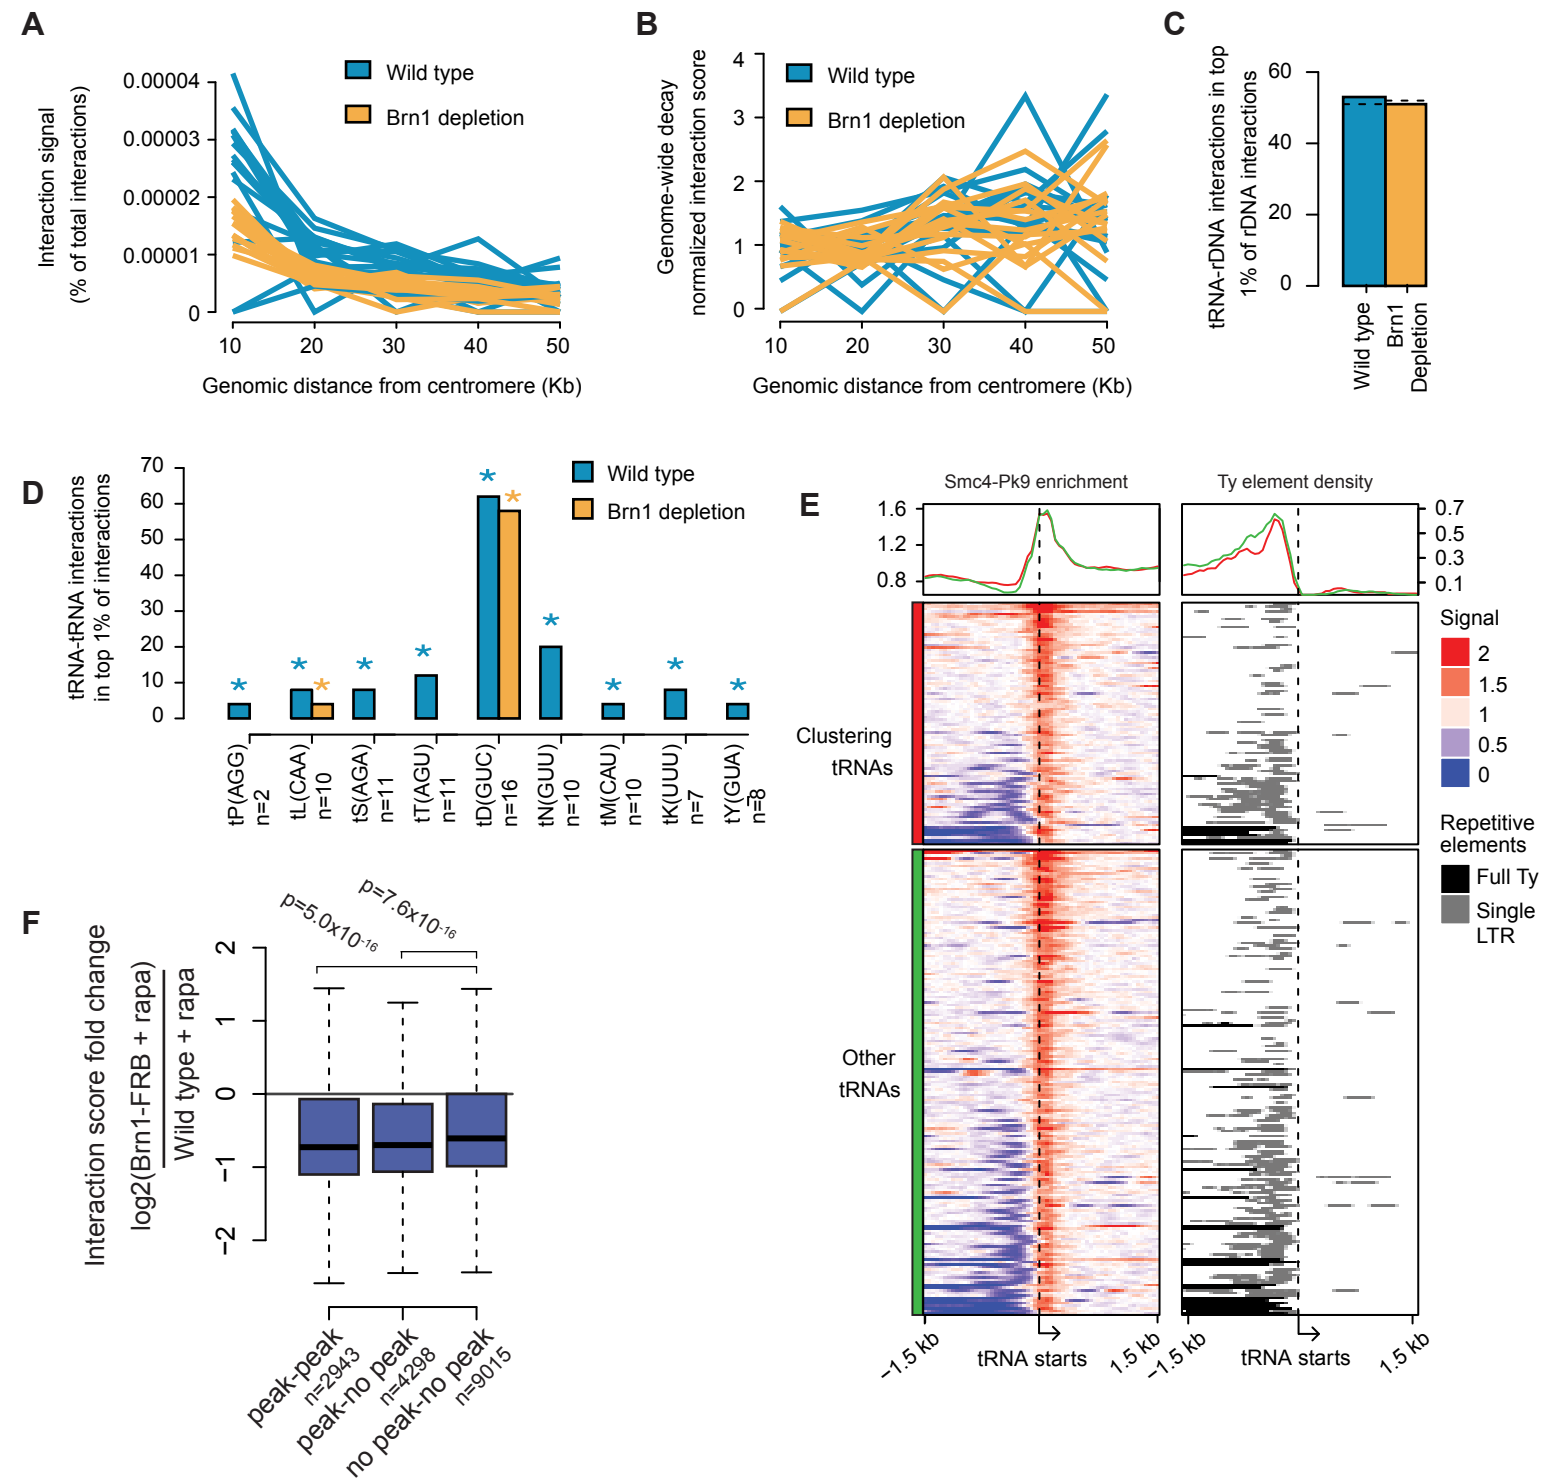 A
Interaction signal
(% of total interactions)
0.00004
0.00003
0.00002
0.00001
0
Wild type
Brn1 depletion
10 20 30 40 50
Genomic distance from centromere (Kb)
B
Genome-wide decay
normalized interaction score
4
3
2
1
0
Wild type
Brn1 depletion
10 20 30 40 50
Genomic distance from centromere (Kb)
C
tRNA-rDNA interactions in top
1% of rDNA interactions
60
40
20
0
Wild type
Brn1
Depletion
D
tRNA-tRNA interactions
in top 1% of interactions
70
60
50
40
30
20
10
0
Wild type
Brn1 depletion
* * * * * * * * * * *
tP(AGG)
n=2
tL(CAA)
n=10
tS(AGA)
n=11
tT(AGU)
n=11
tD(GUC)
n=16
tN(GUU)
n=10
tM(CAU)
n=10
tK(UUU)
n=7
tY(GUA)
n=8
E
Smc4-Pk9 enrichment
Ty element density
1.6
1.2
0.8
0.7
0.5
0.3
0.1
Clustering
tRNAs
Other
tRNAs
Signal
2
1.5
1
0.5
0
Repetitive
elements
Full Ty
Single
LTR
−1.5 kb
tRNA starts
1.5 kb
−1.5 kb
tRNA starts
1.5 kb
F
Interaction score fold change
log2(Brn1-FRB + rapa)
Wild type + rapa
2
1
0
−1
−2
p=5.0x10-16
p=7.6x10-16
peak-peak
n=2943
peak-no peak
n=4298
no peak-no peak
n=9015